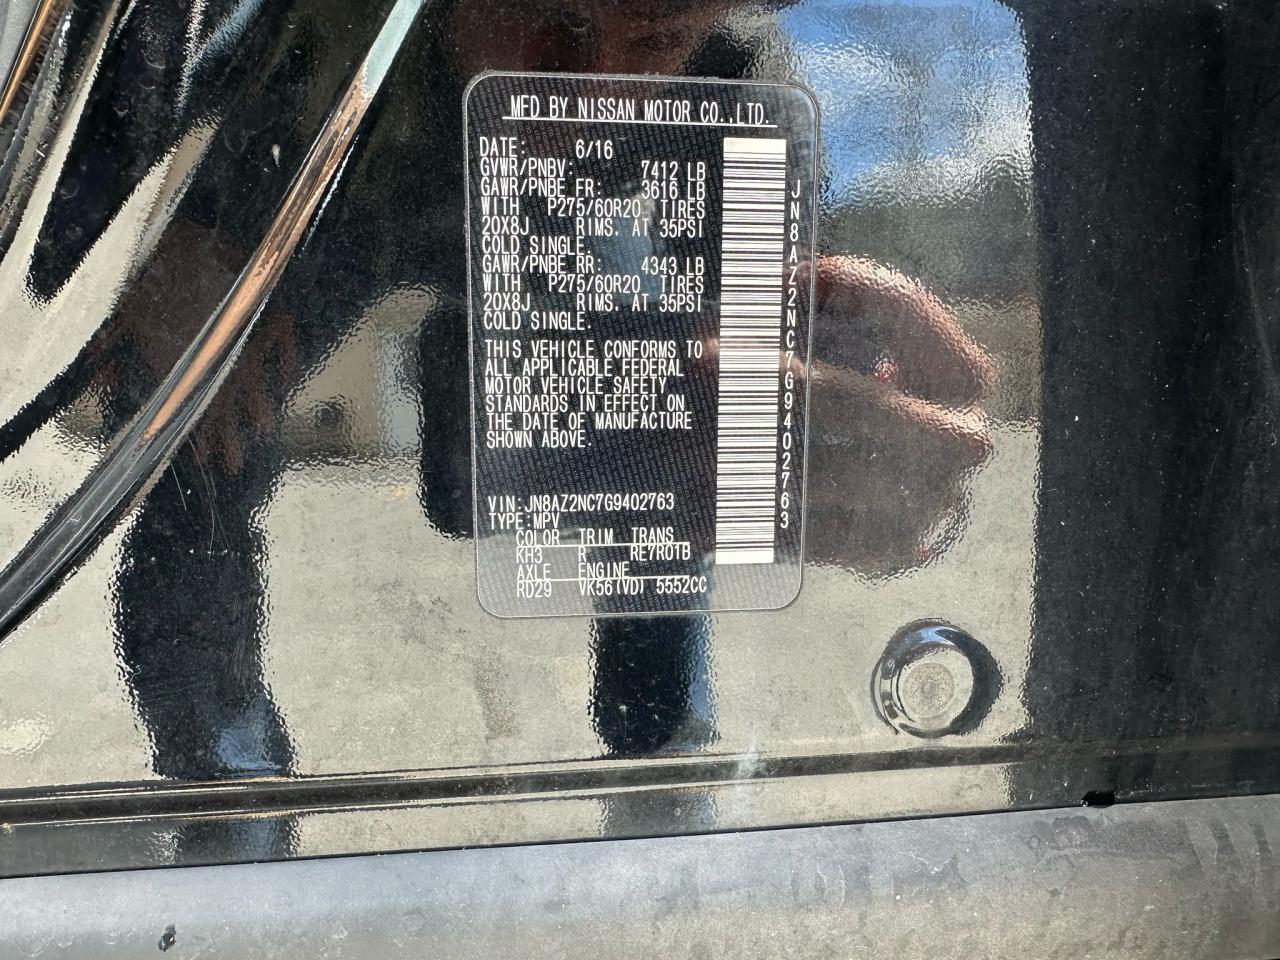 MFD BY NISSAN MOTOR CO.,LTD.
DATE: 6/16
GVWR/PNBV: 7412 LB
GAWR/PNBE FR: 3616 LB
WITH P275/60R20 TIRES
20X8J RIMS. AT 35PSI
COLD SINGLE.
GAWR/PNBE RR: 4343 LB
WITH P275/60R20 TIRES
20X8J RIMS. AT 35PSI
COLD SINGLE.
THIS VEHICLE CONFORMS TO
ALL APPLICABLE FEDERAL
MOTOR VEHICLE SAFETY
STANDARDS IN EFFECT ON
THE DATE OF MANUFACTURE
SHOWN ABOVE.
VIN:JN8AZ2NC7G9402763
TYPE:MPV
COLOR TRIM TRANS
KH3 R RE7R01B
AXLE ENGINE
RD29 VK56(VD) 5552CC
JN8AZ2NC7G9402763